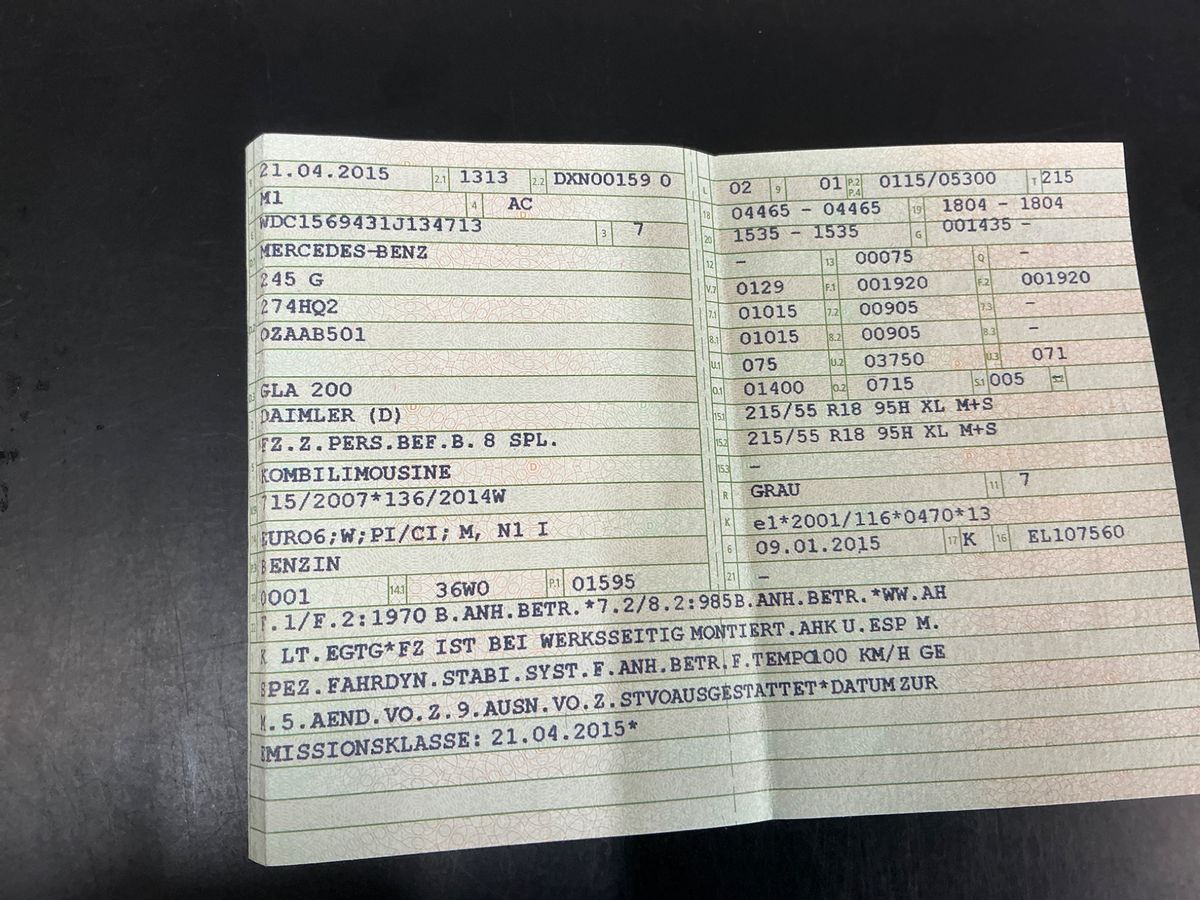 21.04.2015 2.1 1313 2.2 DXN00159 0
M1 4 AC
WDC1569431J134713 3 7
MERCEDES-BENZ
245 G
274HQ2
OZAAB501
GLA 200
DAIMLER (D)
FZ.Z.PERS.BEF.B. 8 SPL.
KOMBILIMOUSINE
715/2007*136/2014W
EURO6;W;PI/CI; M, N1 I
BENZIN
0001 14.1 36W0 P.1 01595
L 02 9 01 P.2 P.4 0115/05300 T 215
18 04465 - 04465 19 1804 - 1804
20 1535 - 1535 G 001435 -
12 - 13 00075 Q -
V.7 0129 F.1 001920 F.2 001920
7.1 01015 7.2 00905 7.3 -
8.1 01015 8.2 00905 8.3 -
U.1 075 U.2 03750 U.3 071
O.1 01400 O.2 0715 S.1 005
15.1 215/55 R18 95H XL M+S
15.2 215/55 R18 95H XL M+S
15.3 -
R GRAU 11 7
K e1*2001/116*0470*13
6 09.01.2015 17 K 16 EL107560
21 -
F.1/F.2:1970 B.ANH.BETR.*7.2/8.2:985B.ANH.BETR.*WW.AH
K LT.EGTG*FZ IST BEI WERKSSEITIG MONTIERT.AHK U.ESP M.
SPEZ.FAHRDYN.STABI.SYST.F.ANH.BETR.F.TEMPO100 KM/H GE
M.5.AEND.VO.Z.9.AUSN.VO.Z.STVOAUSGESTATTET*DATUM ZUR
EMISSIONSKLASSE: 21.04.2015*